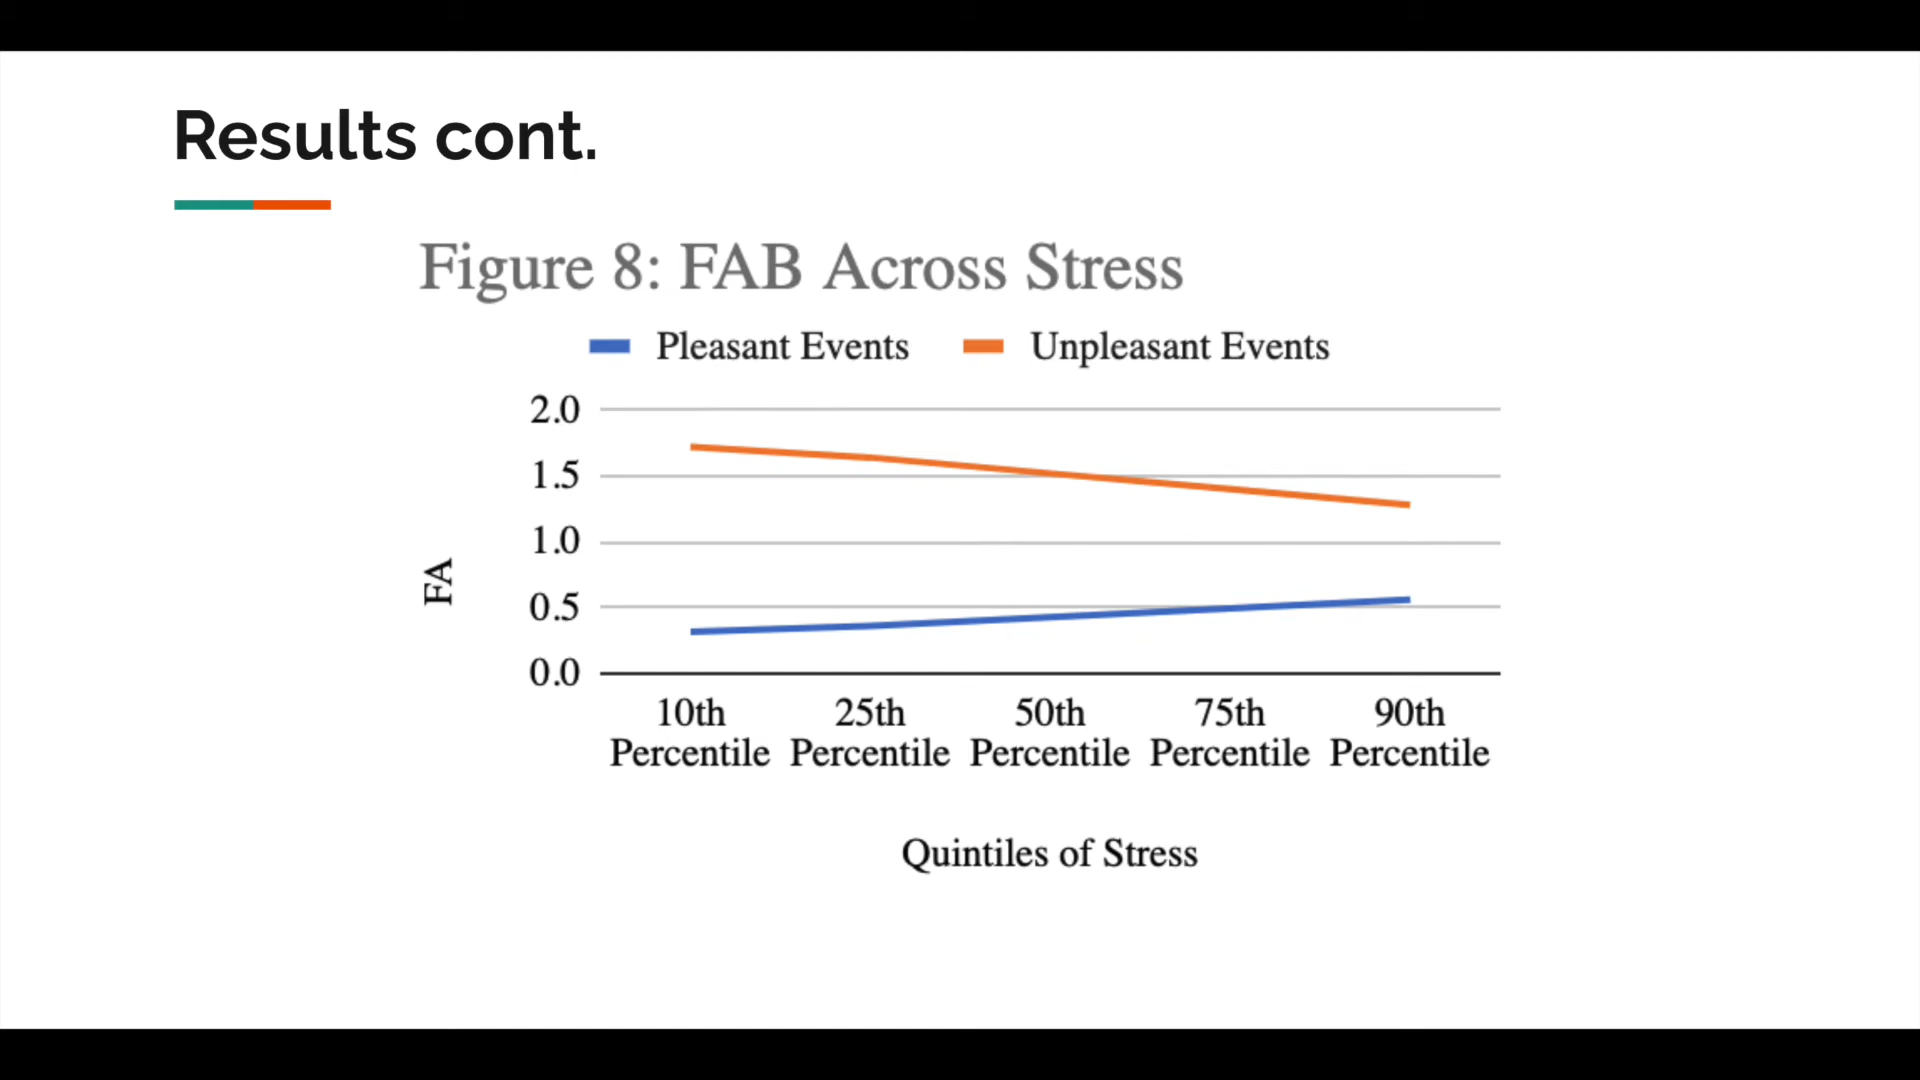 Results cont.
Figure 8: FAB Across Stress
Pleasant Events Unpleasant Events
2.0
1.5
1.0
0.5
0.0
FA
10th 25th 50th 75th 90th
Percentile Percentile Percentile Percentile Percentile
Quintiles of Stress